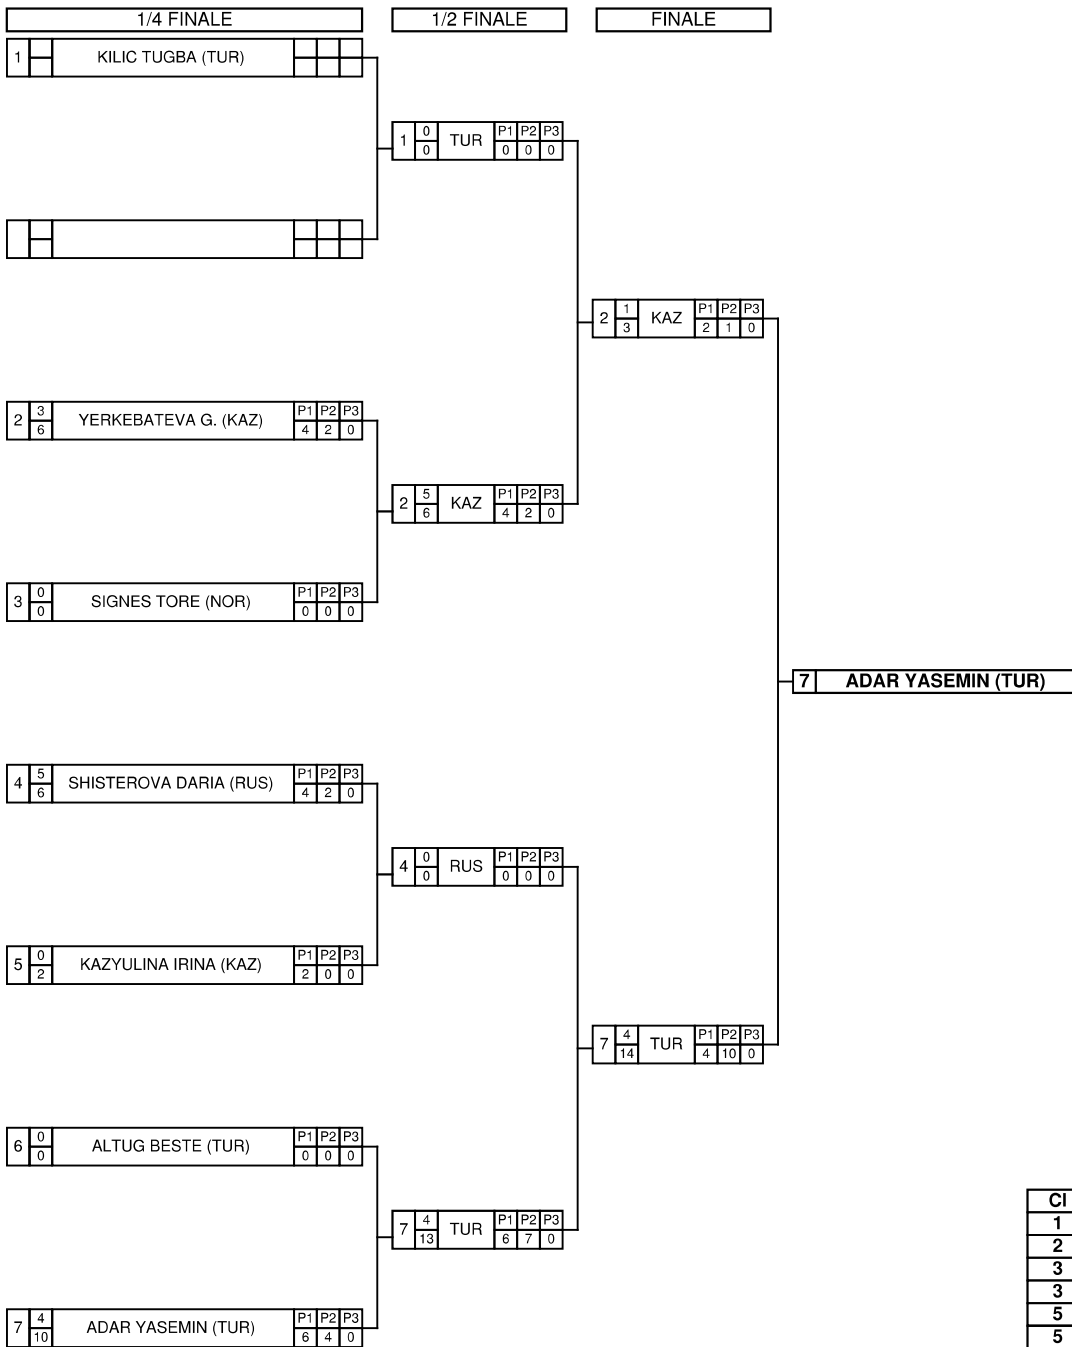 1/4 FINALE 1/2 FINALE FINALE
1 KILIC TUGBA (TUR)
1 0 TUR P1 P2 P3
0 0 0 0
2 1 KAZ P1 P2 P3
3 2 1 0
2 3 YERKEBATEVA G. (KAZ) P1 P2 P3
6 4 2 0
2 5 KAZ P1 P2 P3
6 4 2 0
3 0 SIGNES TORE (NOR) P1 P2 P3
0 0 0 0
7 ADAR YASEMIN (TUR)
4 5 SHISTEROVA DARIA (RUS) P1 P2 P3
6 4 2 0
4 0 RUS P1 P2 P3
0 0 0 0
5 0 KAZYULINA IRINA (KAZ) P1 P2 P3
2 2 0 0
7 4 TUR P1 P2 P3
14 4 10 0
6 0 ALTUG BESTE (TUR) P1 P2 P3
0 0 0 0
7 4 TUR P1 P2 P3
13 6 7 0
Cl
1
2
3
3
5
5
7 4 ADAR YASEMIN (TUR) P1 P2 P3
10 6 4 0